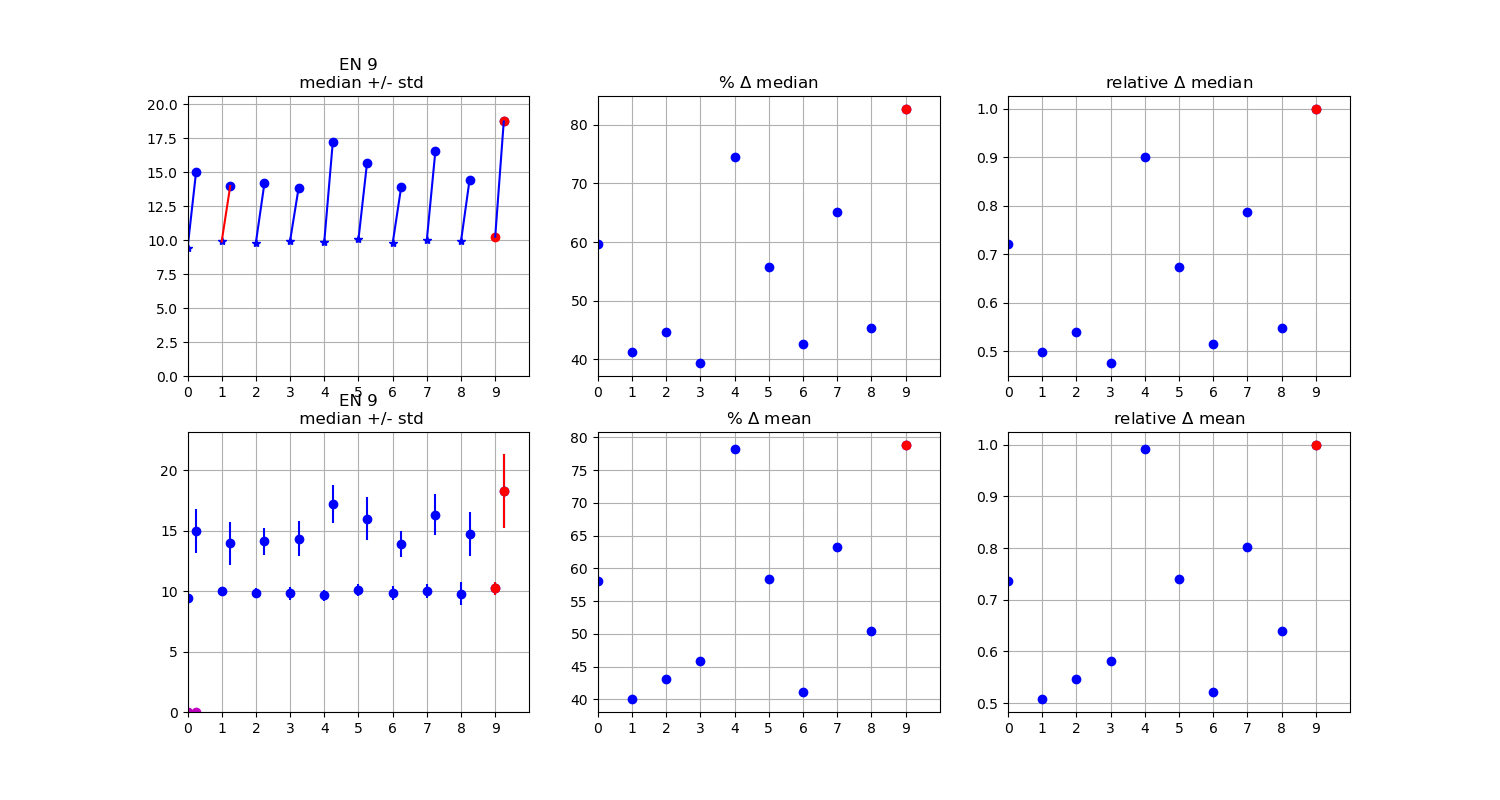 EN 9
median +/- std
% Δ median
relative Δ median
20.0
17.5
15.0
12.5
10.0
7.5
5.0
2.5
0.0
0 1 2 3 4 5 6 7 8 9
80
70
60
50
40
0 1 2 3 4 5 6 7 8 9
1.0
0.9
0.8
0.7
0.6
0.5
0 1 2 3 4 5 6 7 8 9
EN 9
median +/- std
% Δ mean
relative Δ mean
20
15
10
5
0
0 1 2 3 4 5 6 7 8 9
80
75
70
65
60
55
50
45
40
0 1 2 3 4 5 6 7 8 9
1.0
0.9
0.8
0.7
0.6
0.5
0 1 2 3 4 5 6 7 8 9